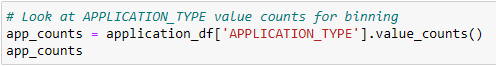 # Look at APPLICATION_TYPE value counts for binning
app_counts = application_df['APPLICATION_TYPE'].value_counts()
app_counts